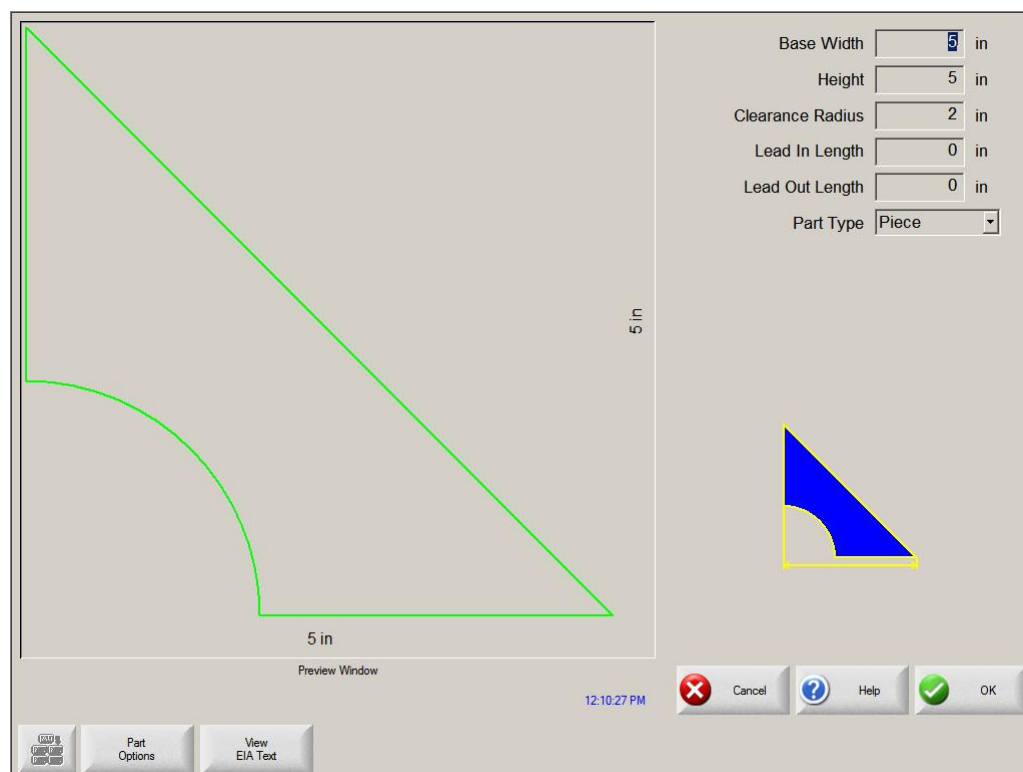 Base Width 5 in
Height 5 in
Clearance Radius 2 in
Lead In Length 0 in
Lead Out Length 0 in
Part Type Piece
5 in
5 in
Preview Window
12:10:27 PM
Cancel
Help
OK
Part
Options
View
EIA Text